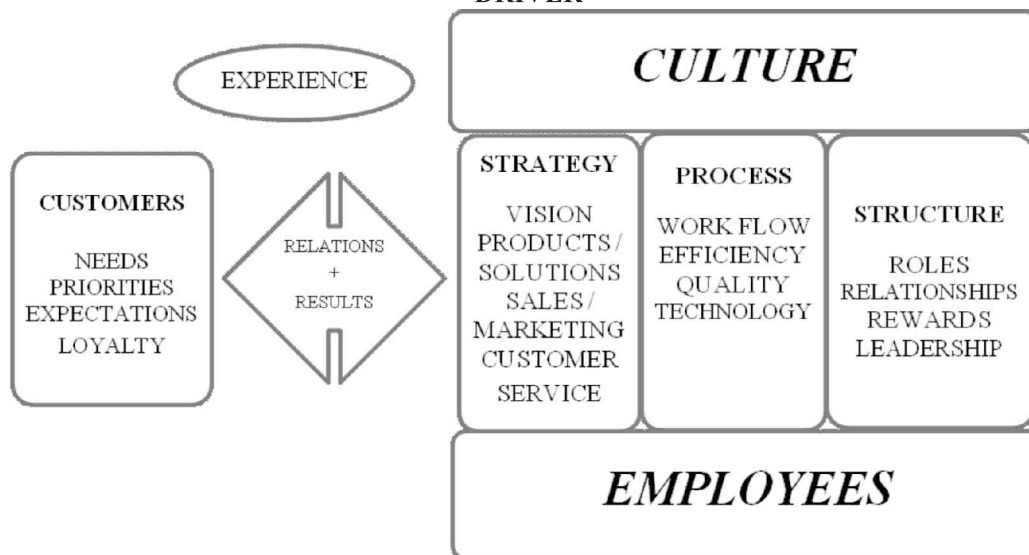 DRIVER
CULTURE
EXPERIENCE
CUSTOMERS
NEEDS
PRIORITIES
EXPECTATIONS
LOYALTY
RELATIONS
+
RESULTS
STRATEGY
VISION
PRODUCTS /
SOLUTIONS
SALES /
MARKETING
CUSTOMER
SERVICE
PROCESS
WORK FLOW
EFFICIENCY
QUALITY
TECHNOLOGY
STRUCTURE
ROLES
RELATIONSHIPS
REWARDS
LEADERSHIP
EMPLOYEES